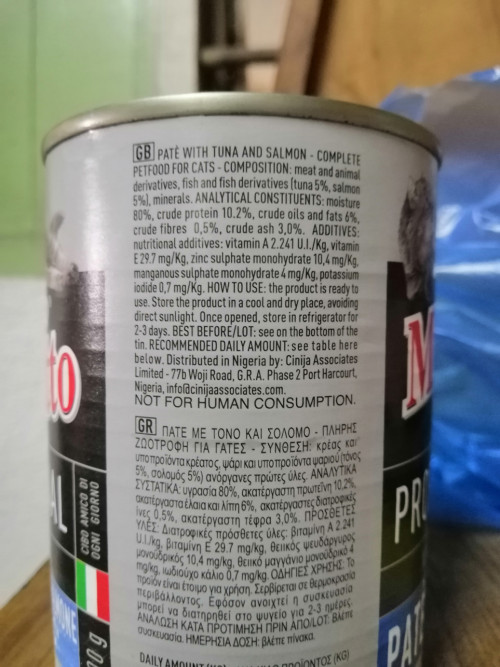 GB PATÈ WITH TUNA AND SALMON - COMPLETE
PETFOOD FOR CATS - COMPOSITION: meat and animal
derivatives, fish and fish derivatives (tuna 5%, salmon
5%), minerals. ANALYTICAL CONSTITUENTS: moisture
80%, crude protein 10.2%, crude oils and fats 6%,
crude fibres 0,5%, crude ash 3,0%. ADDITIVES:
nutritional additives: vitamin A 2.241 U.I./Kg, vitamin
E 29.7 mg/Kg, zinc sulphate monohydrate 10,4 mg/Kg,
manganous sulphate monohydrate 4 mg/Kg, potassium
iodide 0,7 mg/Kg. HOW TO USE: the product is ready to
use. Store the product in a cool and dry place, avoiding
direct sunlight. Once opened, store in refrigerator for
2-3 days. BEST BEFORE/LOT: see on the bottom of the
tin. RECOMMENDED DAILY AMOUNT: see table here
below. Distributed in Nigeria by: Cinija Associates
Limited - 77b Woji Road, G.R.A. Phase 2 Port Harcourt,
Nigeria, info@cinijaassociates.com.
NOT FOR HUMAN CONSUMPTION.
GR ΠΑΤΕ ΜΕ ΤΟΝΟ ΚΑΙ ΣΟΛΟΜΟ - ΠΛΗΡΗΣ
ΖΩΟΤΡΟΦΗ ΓΙΑ ΓΑΤΕΣ - ΣΥΝΘΕΣΗ: κρέας και
υποπροϊόντα κρέατος, ψάρι και υποπροϊόντα ψαριού (τόνος
5%, σολομός 5%) ανόργανες πρώτες ύλες. ΑΝΑΛΥΤΙΚΑ
ΣΥΣΤΑΤΙΚΑ: υγρασία 80%, ακατέργαστη πρωτεΐνη 10,2%,
ακατέργαστα έλαια και λίπη 6%, ακατέργαστες διατροφικές
ίνες 0,5%, ακατέργαστη τέφρα 3,0%. ΠΡΟΣΘΕΤΕΣ
ΥΛΕΣ: Διατροφικές πρόσθετες ύλες: βιταμίνη A 2.241
U.I./kg, βιταμίνη E 29.7 mg/kg, θειικός ψευδάργυρος
μονοϋδρικός 10,4 mg/kg, θειικό μαγγάνιο μονοϋδρικό 4
mg/kg, ιωδιούχο κάλιο 0,7 mg/kg. ΟΔΗΓΙΕΣ ΧΡΗΣΗΣ: Το
προϊόν είναι έτοιμο για χρήση. Σερβίρεται σε θερμοκρασία
περιβάλλοντος. Εφόσον ανοιχτεί η συσκευασία
μπορεί να διατηρηθεί στο ψυγείο για 2-3 ημέρες.
ΑΝΑΛΩΣΗ ΚΑΤΑ ΠΡΟΤΙΜΗΣΗ ΠΡΙΝ ΑΠΟ/LOT: βλέπε
συσκευασία. ΗΜΕΡΗΣΙΑ ΔΟΣΗ: βλέπε πίνακα.
DAILY AMOUNT
ΠΡΟΪΟΝΤΟΣ (KG)
to
AL
CIBO AMICO DI
OGNI GIORNO
MONE
00 g
M
PRO
PATÈ